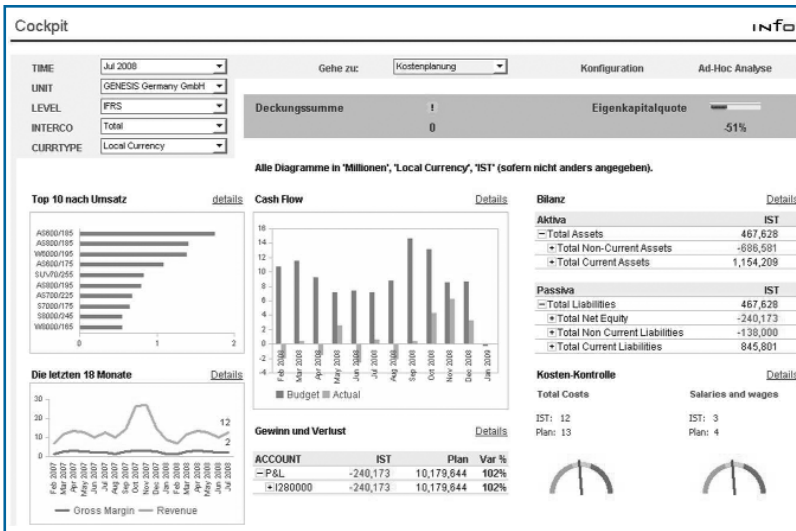 Cockpit
INFO
TIME Jul 2008 Gehe zu: Kostenplanung Konfiguration Ad-Hoc Analyse
UNIT GENESIS Germany GmbH
LEVEL IFRS Deckungssumme ! Eigenkapitalquote
INTERCO Total 0 -51%
CURRTYPE Local Currency
Alle Diagramme in 'Millionen', 'Local Currency', 'IST' (sofern nicht anders angegeben).
Top 10 nach Umsatz details
AS600/185
AS800/185
W5000/195
AS600/175
SUV70/255
AS800/195
AS700/225
S7000/175
S8000/245
W8000/165
0 1 2
Die letzten 18 Monate Details
30
20
10
0
12
2
Feb 2007
Mar 2007
Apr 2007
May 2007
Jun 2007
Jul 2007
Aug 2007
Sep 2007
Oct 2007
Nov 2007
Dec 2007
Jan 2008
Feb 2008
Mar 2008
Apr 2008
May 2008
Jun 2008
Jul 2008
Gross Margin Revenue
Cash Flow Details
16
14
12
10
8
6
4
2
0
-2
-4
Feb 2008
Mar 2008
Apr 2008
May 2008
Jun 2008
Jul 2008
Aug 2008
Sep 2008
Oct 2008
Nov 2008
Dec 2008
Jan 2009
Budget Actual
Gewinn und Verlust Details
ACCOUNT IST Plan Var %
P&L -240,173 10,179,644 102%
I280000 -240,173 10,179,644 102%
Bilanz Details
Aktiva IST
Total Assets 467,628
Total Non-Current Assets -686,581
Total Current Assets 1,154,209
Passiva IST
Total Liabilities 467,628
Total Net Equity -240,173
Total Non Current Liabilities -138,000
Total Current Liabilities 845,801
Kosten-Kontrolle Details
Total Costs Salaries and wages
IST: 12 IST: 3
Plan: 13 Plan: 4